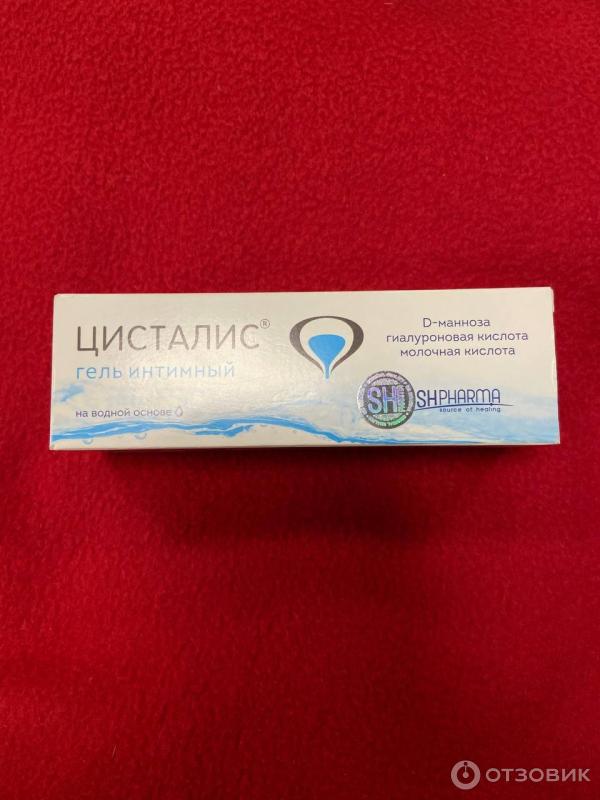 ЦИСТАЛИС®
гель интимный
на водной основе
D-манноза
гиалуроновая кислота
молочная кислота
SH
SHPHARMA
source of healing
ОТЗОВИК